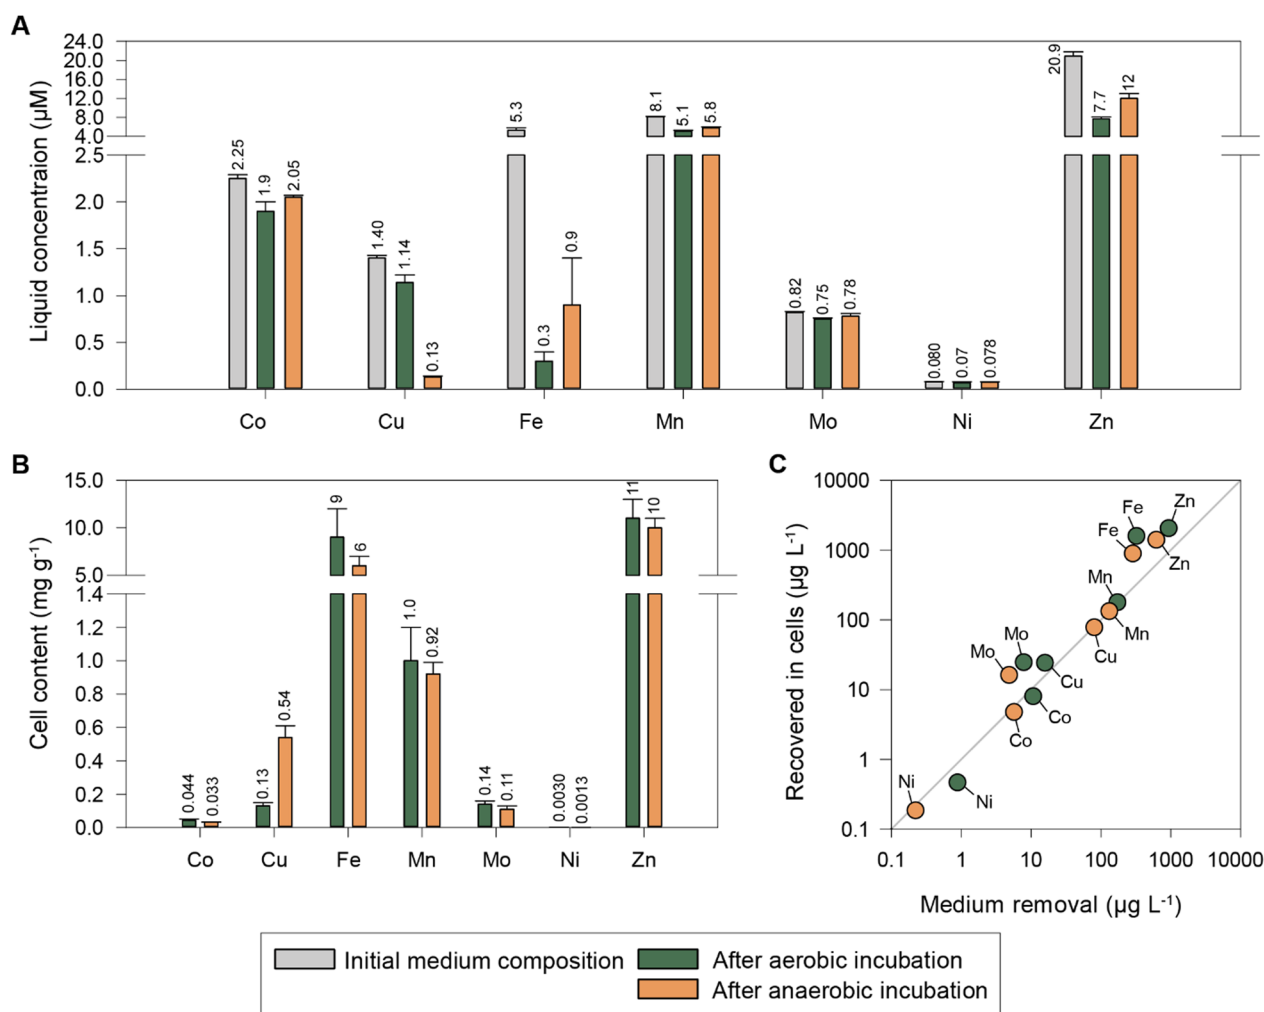 A
Liquid concentraion (µM)
24.0
20.0
16.0
12.0
8.0
4.0
2.5
2.0
1.5
1.0
0.5
0.0
2.25 1.9 2.05
1.40 1.14 0.13
5.3 0.3 0.9
8.1 5.1 5.8
0.82 0.75 0.78
0.080 0.07 0.078
20.9 7.7 12
Co Cu Fe Mn Mo Ni Zn
B
Cell content (mg g-1)
15.0
10.0
5.0
1.4
1.2
1.0
0.8
0.6
0.4
0.2
0.0
0.044 0.033
0.13 0.54
9 6
1.0 0.92
0.14 0.11
0.0030 0.0013
11 10
Co Cu Fe Mn Mo Ni Zn
C
Recovered in cells (µg L-1)
10000
1000
100
10
1
0.1
Zn
Fe
Fe
Zn
Mn
Mn
Cu
Mo
Mo
Cu
Co
Co
Ni
Ni
0.1 1 10 100 1000 10000
Medium removal (µg L-1)
Initial medium composition
After aerobic incubation
After anaerobic incubation